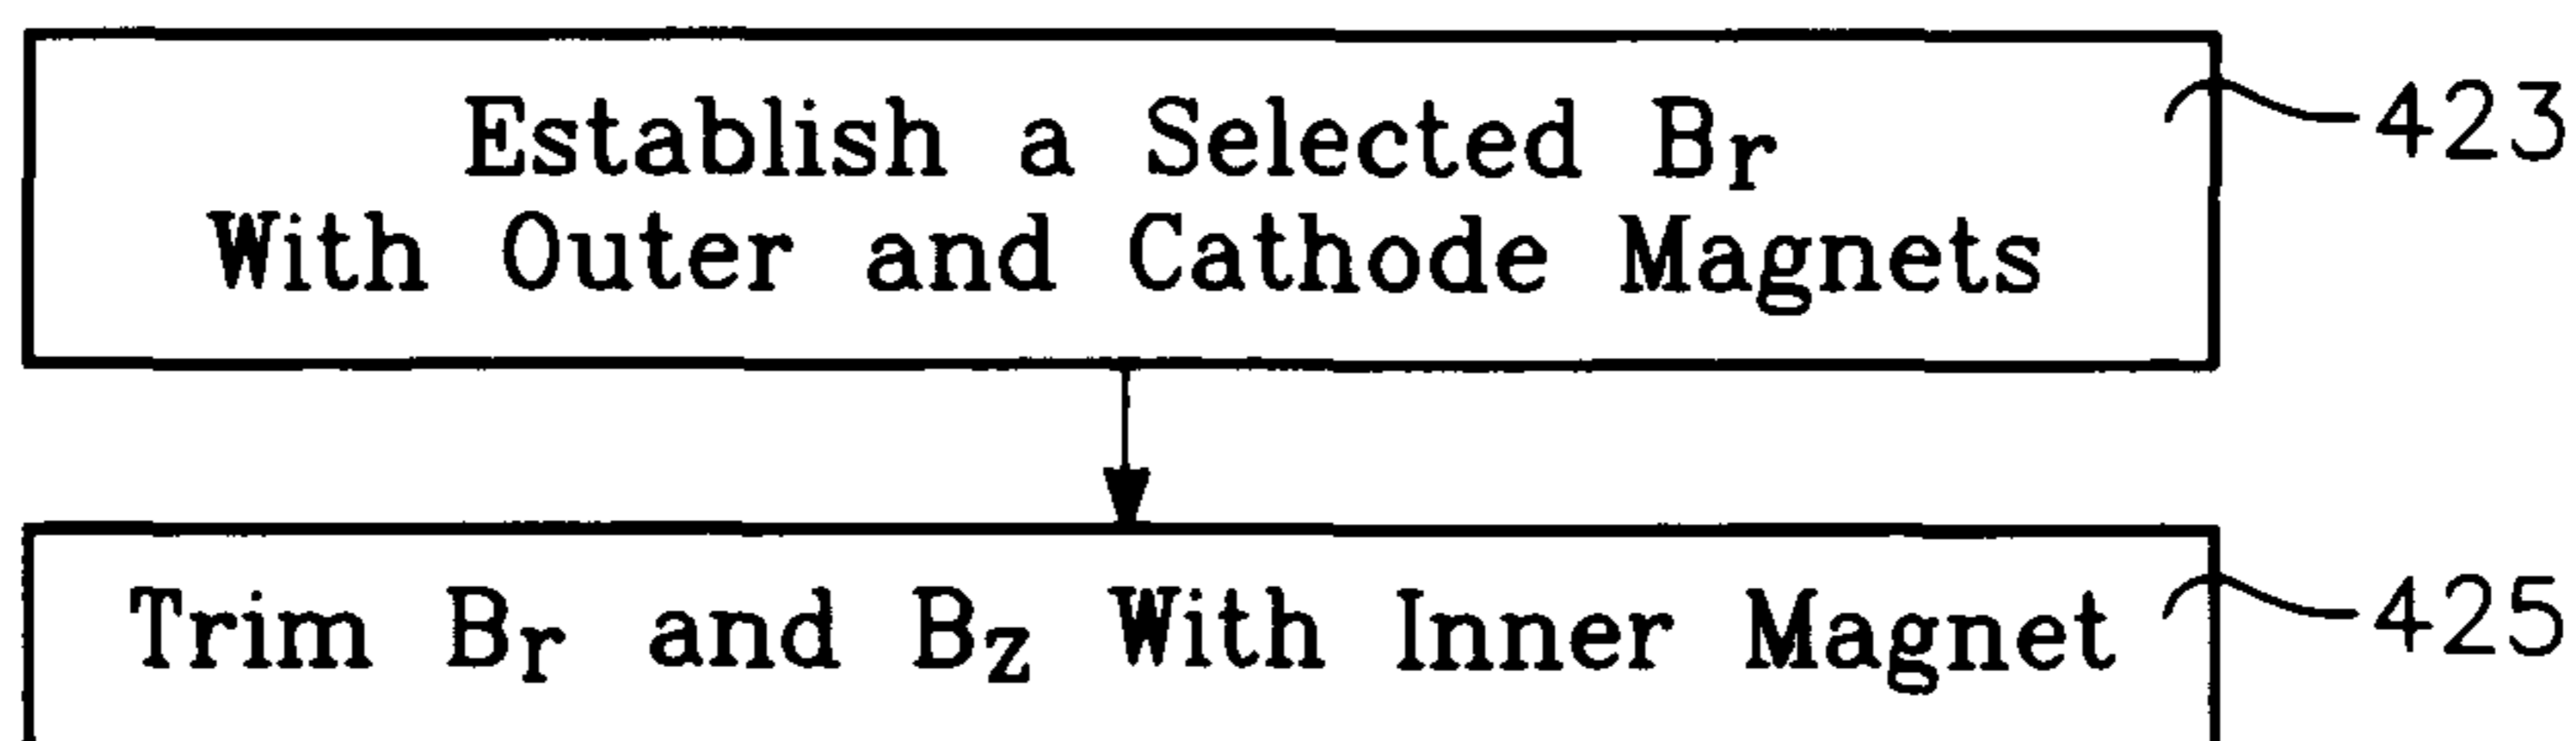 Establish a Selected Br
With Outer and Cathode Magnets
423
Trim Br and Bz With Inner Magnet
425